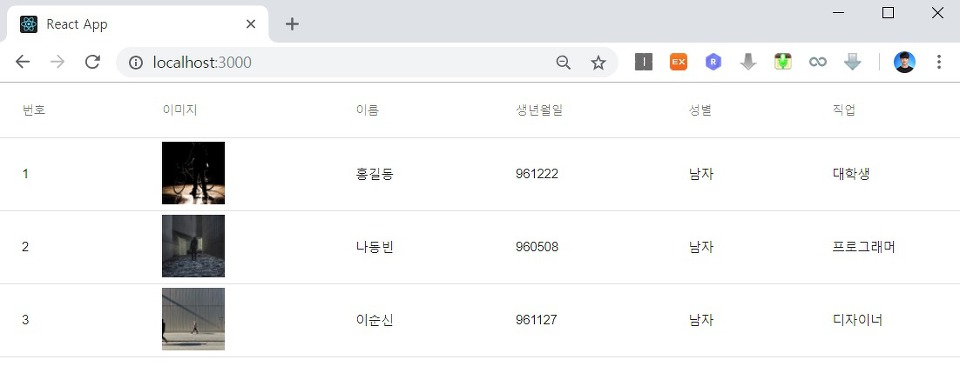 React App
localhost:3000
EX
R
번호 이미지 이름 생년월일 성별 직업
1 홍길동 961222 남자 대학생
2 나동빈 960508 남자 프로그래머
3 이순신 961127 남자 디자이너